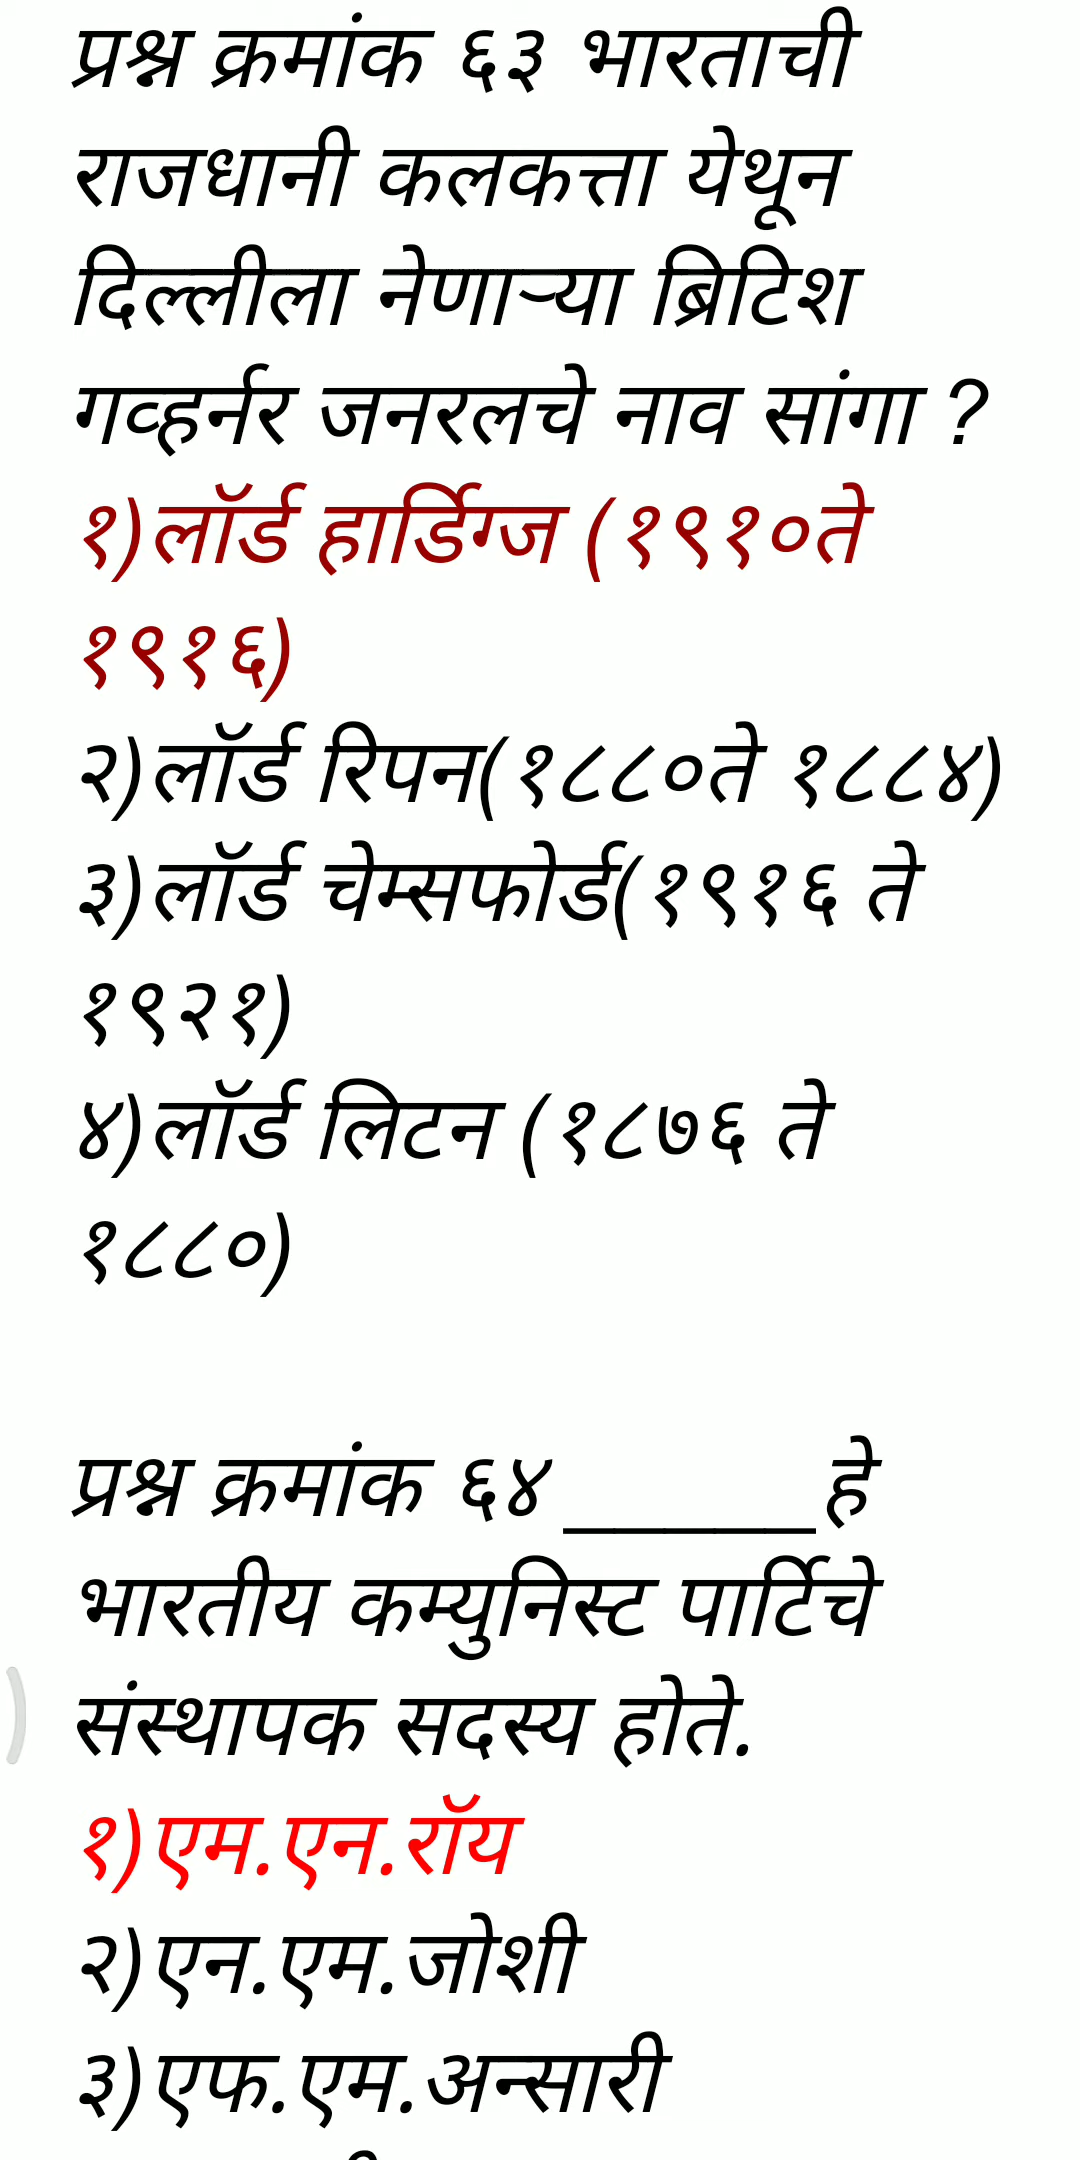 प्रश्न क्रमांक ६३ भारताची
राजधानी कलकत्ता येथून
दिल्लीला नेणाऱ्या ब्रिटिश
गव्हर्नर जनरलचे नाव सांगा ?
१)लॉर्ड हार्डिग्ज (१९१०ते
१९१६)
२)लॉर्ड रिपन(१८८०ते १८८४)
३)लॉर्ड चेम्सफोर्ड(१९१६ ते
१९२१)
४)लॉर्ड लिटन (१८७६ ते
१८८०)
प्रश्न क्रमांक ६४_____हे
भारतीय कम्युनिस्ट पार्टिचे
संस्थापक सदस्य होते.
१)एम.एन.रॉय
२)एन.एम.जोशी
३)एफ.एम.अन्सारी